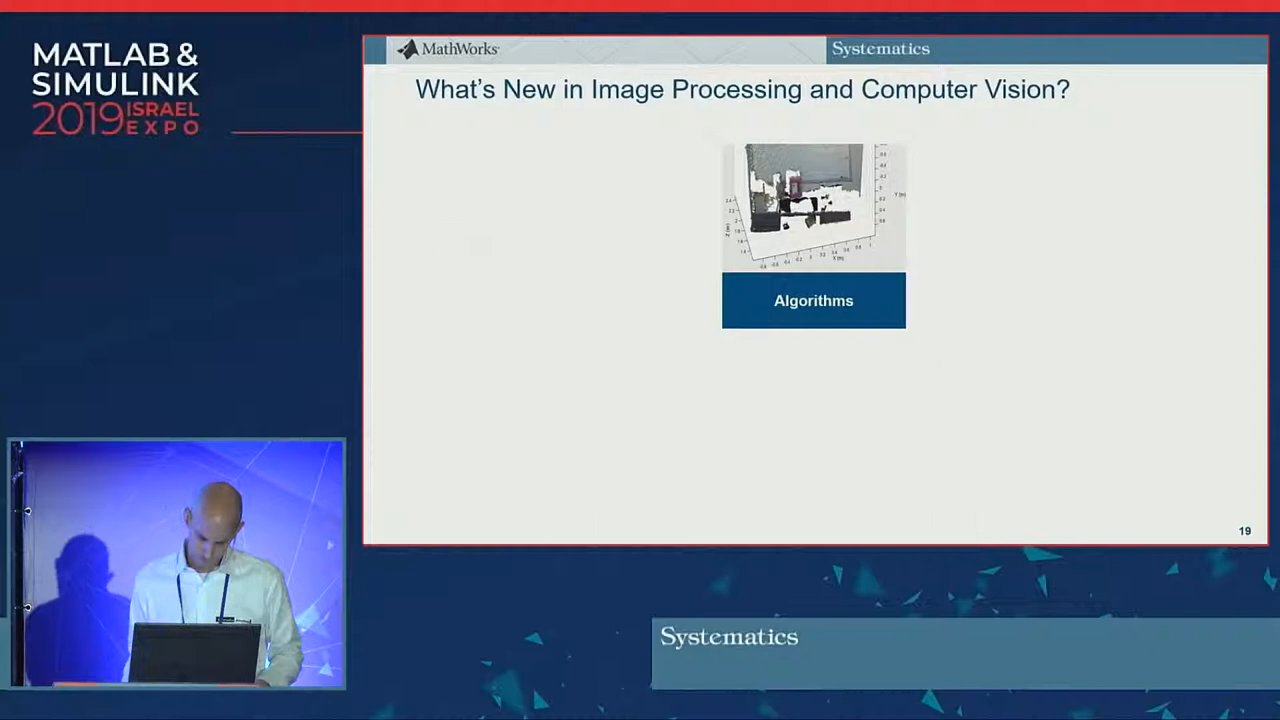 MATLAB &
SIMULINK
2019 ISRAEL
EXPO
MathWorks
Systematics
What's New in Image Processing and Computer Vision?
Algorithms
19
Systematics